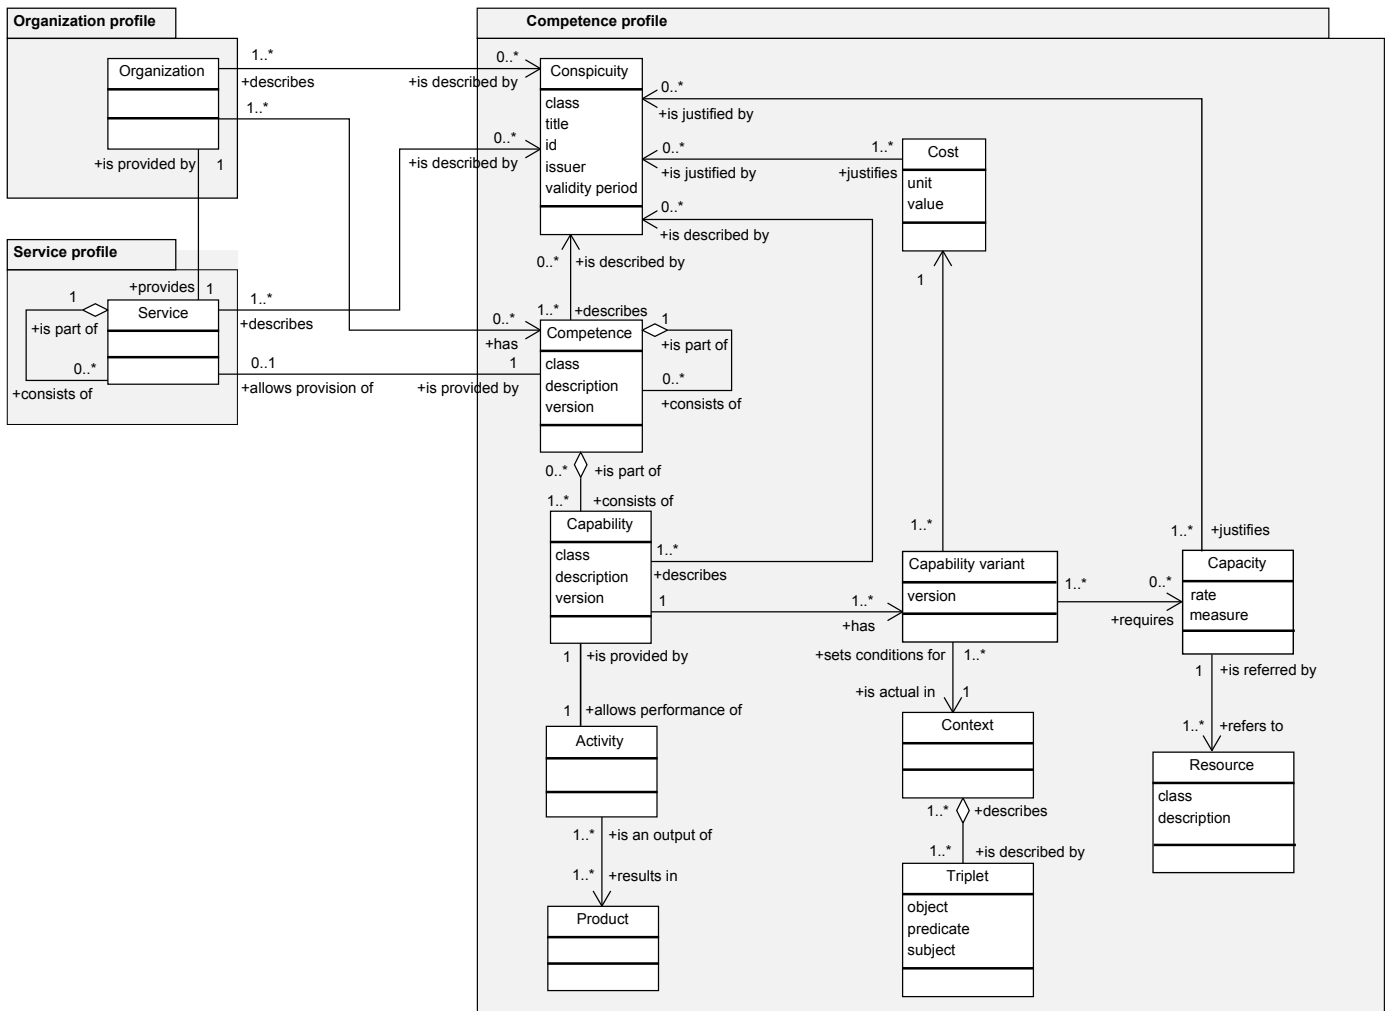 Organization profile
Competence profile
Organization
1..*
+describes
0..*
+is described by
Conspicuity
class
title
id
issuer
validity period
0..*
+is justified by
1..*
+is provided by
1
0..*
+is described by
0..*
+is justified by
1..*
+justifies
Cost
unit
value
0..*
+is described by
Service profile
0..*
+is described by
1
+provides
1
1
+is part of
Service
0..*
+consists of
1..*
+describes
0..1
+allows provision of
0..*
+has
1
+is provided by
1..*
+describes
Competence
class
description
version
1
+is part of
0..*
+consists of
0..*
+is part of
1..*
+consists of
Capability
class
description
version
1..*
+describes
1
1..*
+has
1..*
Capability variant
version
1..*
0..*
+requires
1..*
+justifies
Capacity
rate
measure
1
+is provided by
1
+allows performance of
+sets conditions for
1..*
+is actual in
1
1
+is referred by
1..*
+refers to
Activity
Context
Resource
class
description
1..*
+is an output of
1..*
+results in
1..*
+describes
1..*
+is described by
Product
Triplet
object
predicate
subject